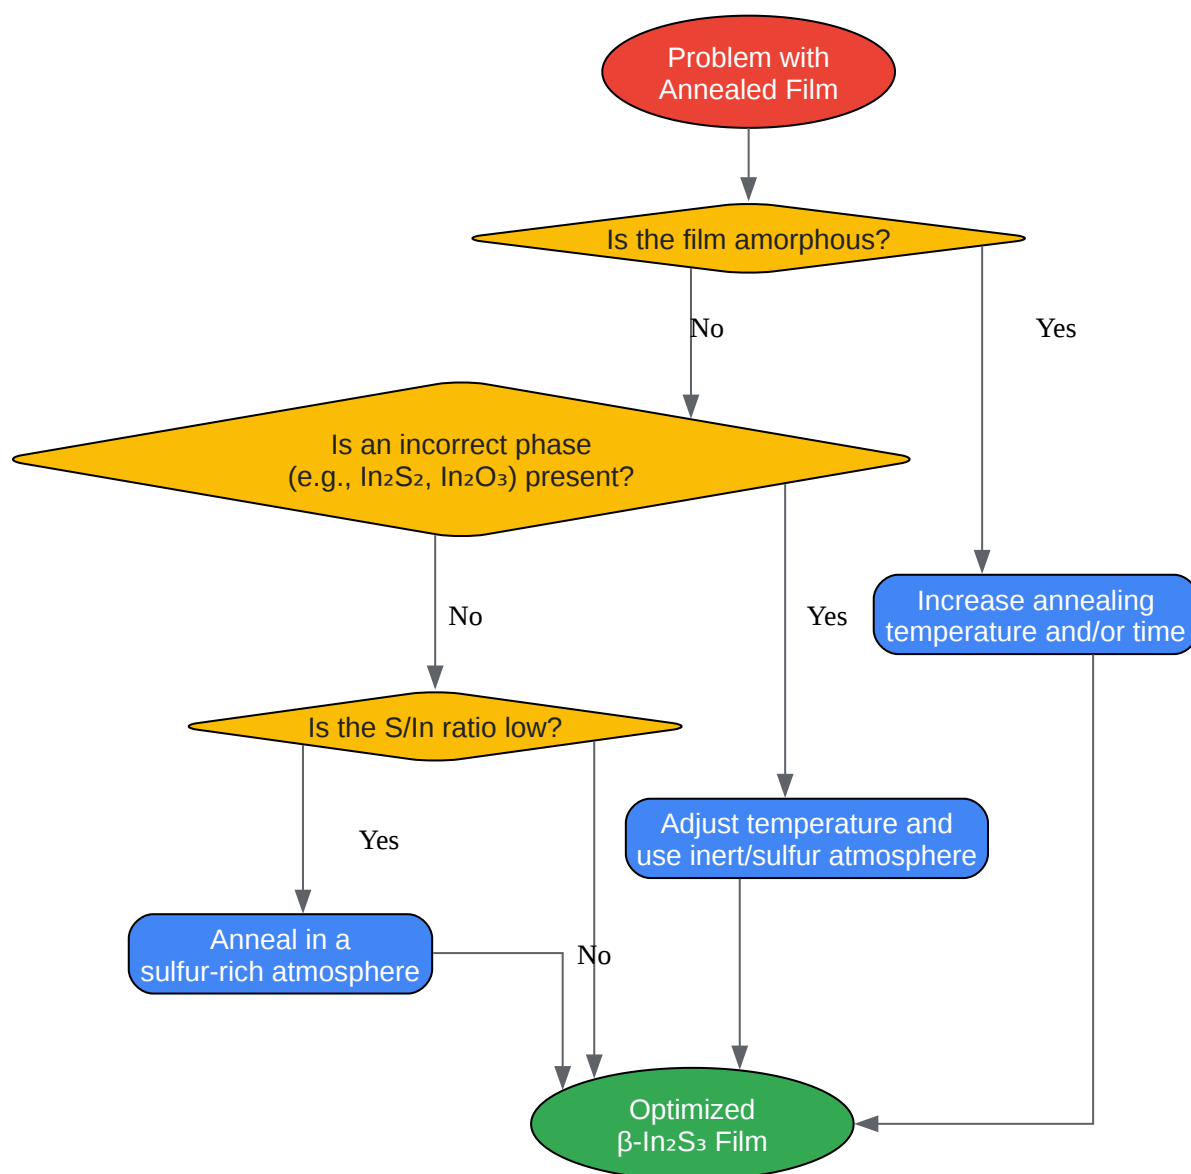 Problem with
Annealed Film
Is the film amorphous?
No
Yes
Is an incorrect phase
(e.g., In₂S₂, In₂O₃) present?
Increase annealing
temperature and/or time
No
Yes
Is the S/In ratio low?
Adjust temperature and
use inert/sulfur atmosphere
Yes
Anneal in a
sulfur-rich atmosphere
No
Optimized
β-In₂S₃ Film